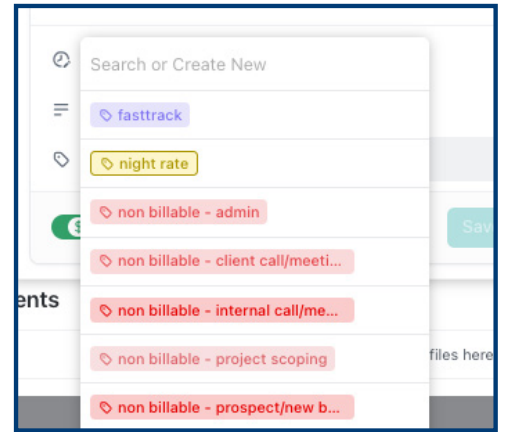 Search or Create New
fasttrack
night rate
non billable - admin
non billable - client call/meeti...
non billable - internal call/me...
ents
non billable - project scoping
files here
non billable - prospect/new b...